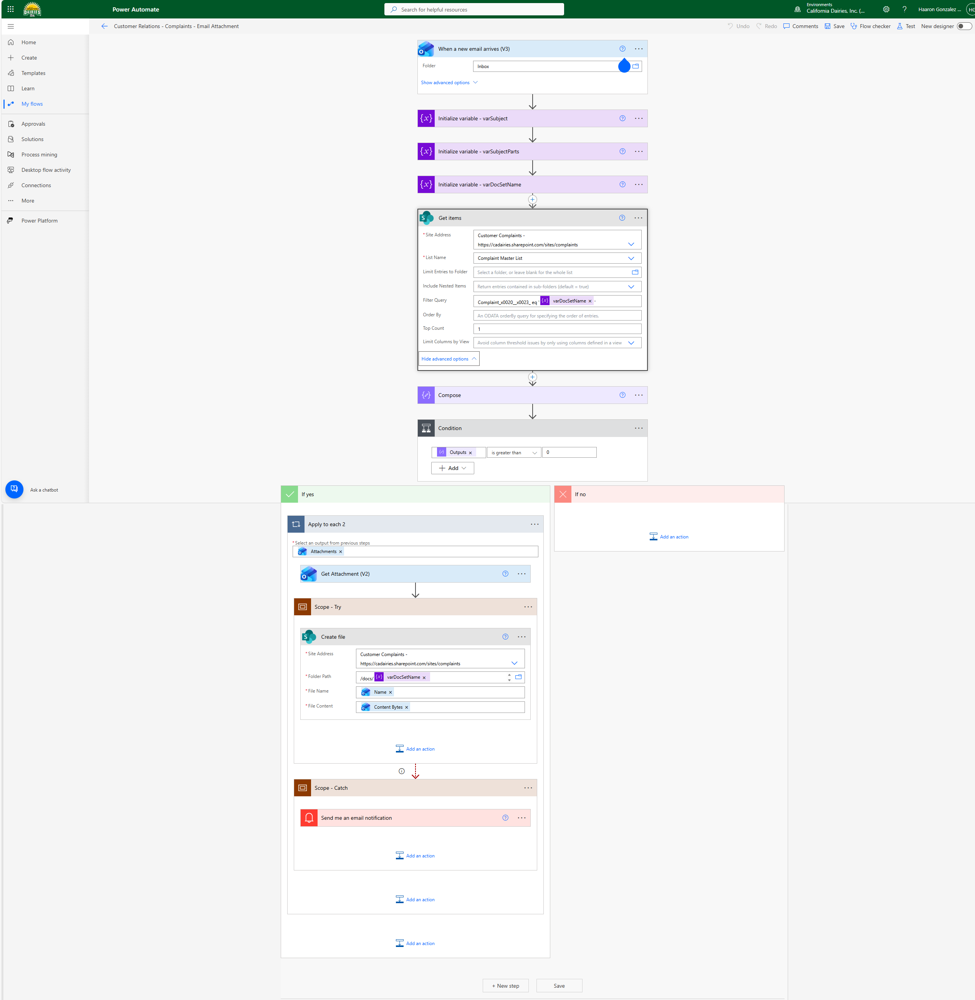 Power Automate
Search for helpful resources
Environments
California Dairies, Inc. (...
Haaron Gonzalez ...
HG
Customer Relations - Complaints - Email Attachment
Undo
Redo
Comments
Save
Flow checker
Test
New designer
Home
Create
Templates
Learn
My flows
Approvals
Solutions
Process mining
Desktop flow activity
Connections
More
Power Platform
Ask a chatbot
When a new email arrives (V3)
Folder
Inbox
Show advanced options
Initialize variable - varSubject
Initialize variable - varSubjectParts
Initialize variable - varDocSetName
Get items
* Site Address
Customer Complaints -
https://cadairies.sharepoint.com/sites/complaints
* List Name
Complaint Master List
Limit Entries to Folder
Select a folder, or leave blank for the whole list
Include Nested Items
Return entries contained in sub-folders (default = true)
Filter Query
Complaint_x0020__x0023_ eq ' varDocSetName × '
Order By
An ODATA orderBy query for specifying the order of entries.
Top Count
1
Limit Columns by View
Avoid column threshold issues by only using columns defined in a view
Hide advanced options
Compose
Condition
Outputs ×
is greater than
0
Add
If yes
If no
Add an action
Apply to each 2
* Select an output from previous steps
Attachments ×
Get Attachment (V2)
Scope - Try
Create file
* Site Address
Customer Complaints -
https://cadairies.sharepoint.com/sites/complaints
* Folder Path
/docs/ varDocSetName ×
* File Name
Name ×
* File Content
Content Bytes ×
Add an action
Scope - Catch
Send me an email notification
Add an action
Add an action
Add an action
+ New step
Save